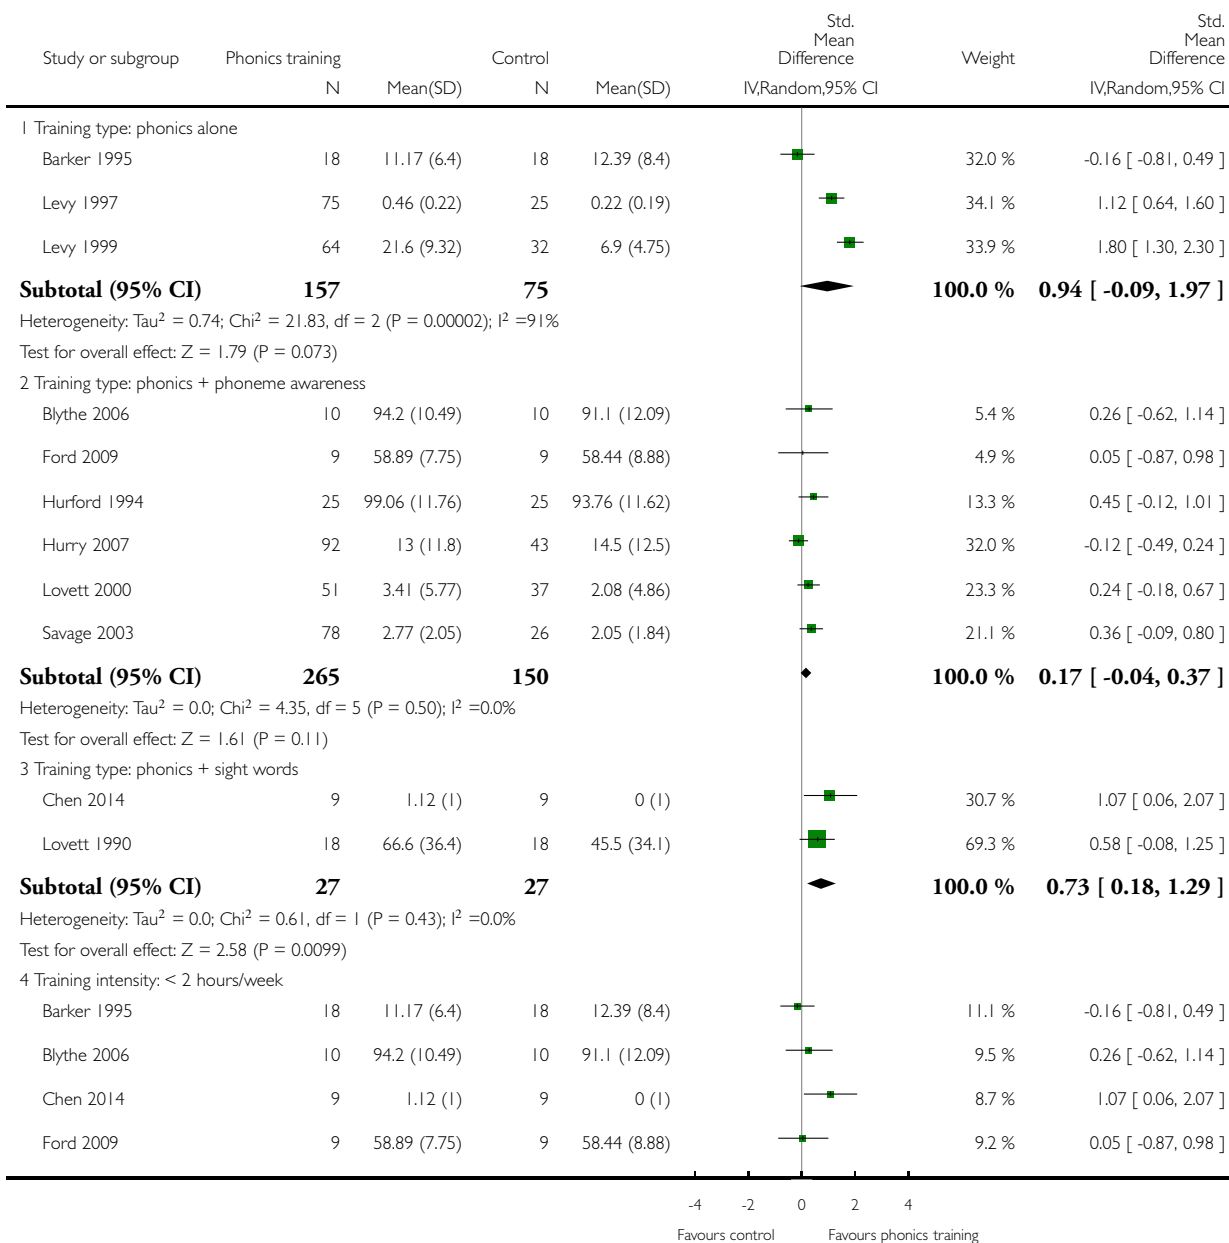 Study or subgroup Phonics training Control Std. Mean Difference Weight Std. Mean Difference
N Mean(SD) N Mean(SD) IV,Random,95% CI IV,Random,95% CI
1 Training type: phonics alone
Barker 1995 18 11.17 (6.4) 18 12.39 (8.4) 32.0 % -0.16 [ -0.81, 0.49 ]
Levy 1997 75 0.46 (0.22) 25 0.22 (0.19) 34.1 % 1.12 [ 0.64, 1.60 ]
Levy 1999 64 21.6 (9.32) 32 6.9 (4.75) 33.9 % 1.80 [ 1.30, 2.30 ]
Subtotal (95% CI) 157 75 100.0 % 0.94 [ -0.09, 1.97 ]
Heterogeneity: Tau² = 0.74; Chi² = 21.83, df = 2 (P = 0.00002); I² =91%
Test for overall effect: Z = 1.79 (P = 0.073)
2 Training type: phonics + phoneme awareness
Blythe 2006 10 94.2 (10.49) 10 91.1 (12.09) 5.4 % 0.26 [ -0.62, 1.14 ]
Ford 2009 9 58.89 (7.75) 9 58.44 (8.88) 4.9 % 0.05 [ -0.87, 0.98 ]
Hurford 1994 25 99.06 (11.76) 25 93.76 (11.62) 13.3 % 0.45 [ -0.12, 1.01 ]
Hurry 2007 92 13 (11.8) 43 14.5 (12.5) 32.0 % -0.12 [ -0.49, 0.24 ]
Lovett 2000 51 3.41 (5.77) 37 2.08 (4.86) 23.3 % 0.24 [ -0.18, 0.67 ]
Savage 2003 78 2.77 (2.05) 26 2.05 (1.84) 21.1 % 0.36 [ -0.09, 0.80 ]
Subtotal (95% CI) 265 150 100.0 % 0.17 [ -0.04, 0.37 ]
Heterogeneity: Tau² = 0.0; Chi² = 4.35, df = 5 (P = 0.50); I² =0.0%
Test for overall effect: Z = 1.61 (P = 0.11)
3 Training type: phonics + sight words
Chen 2014 9 1.12 (1) 9 0 (1) 30.7 % 1.07 [ 0.06, 2.07 ]
Lovett 1990 18 66.6 (36.4) 18 45.5 (34.1) 69.3 % 0.58 [ -0.08, 1.25 ]
Subtotal (95% CI) 27 27 100.0 % 0.73 [ 0.18, 1.29 ]
Heterogeneity: Tau² = 0.0; Chi² = 0.61, df = 1 (P = 0.43); I² =0.0%
Test for overall effect: Z = 2.58 (P = 0.0099)
4 Training intensity: < 2 hours/week
Barker 1995 18 11.17 (6.4) 18 12.39 (8.4) 11.1 % -0.16 [ -0.81, 0.49 ]
Blythe 2006 10 94.2 (10.49) 10 91.1 (12.09) 9.5 % 0.26 [ -0.62, 1.14 ]
Chen 2014 9 1.12 (1) 9 0 (1) 8.7 % 1.07 [ 0.06, 2.07 ]
Ford 2009 9 58.89 (7.75) 9 58.44 (8.88) 9.2 % 0.05 [ -0.87, 0.98 ]
-4 -2 0 2 4
Favours control Favours phonics training